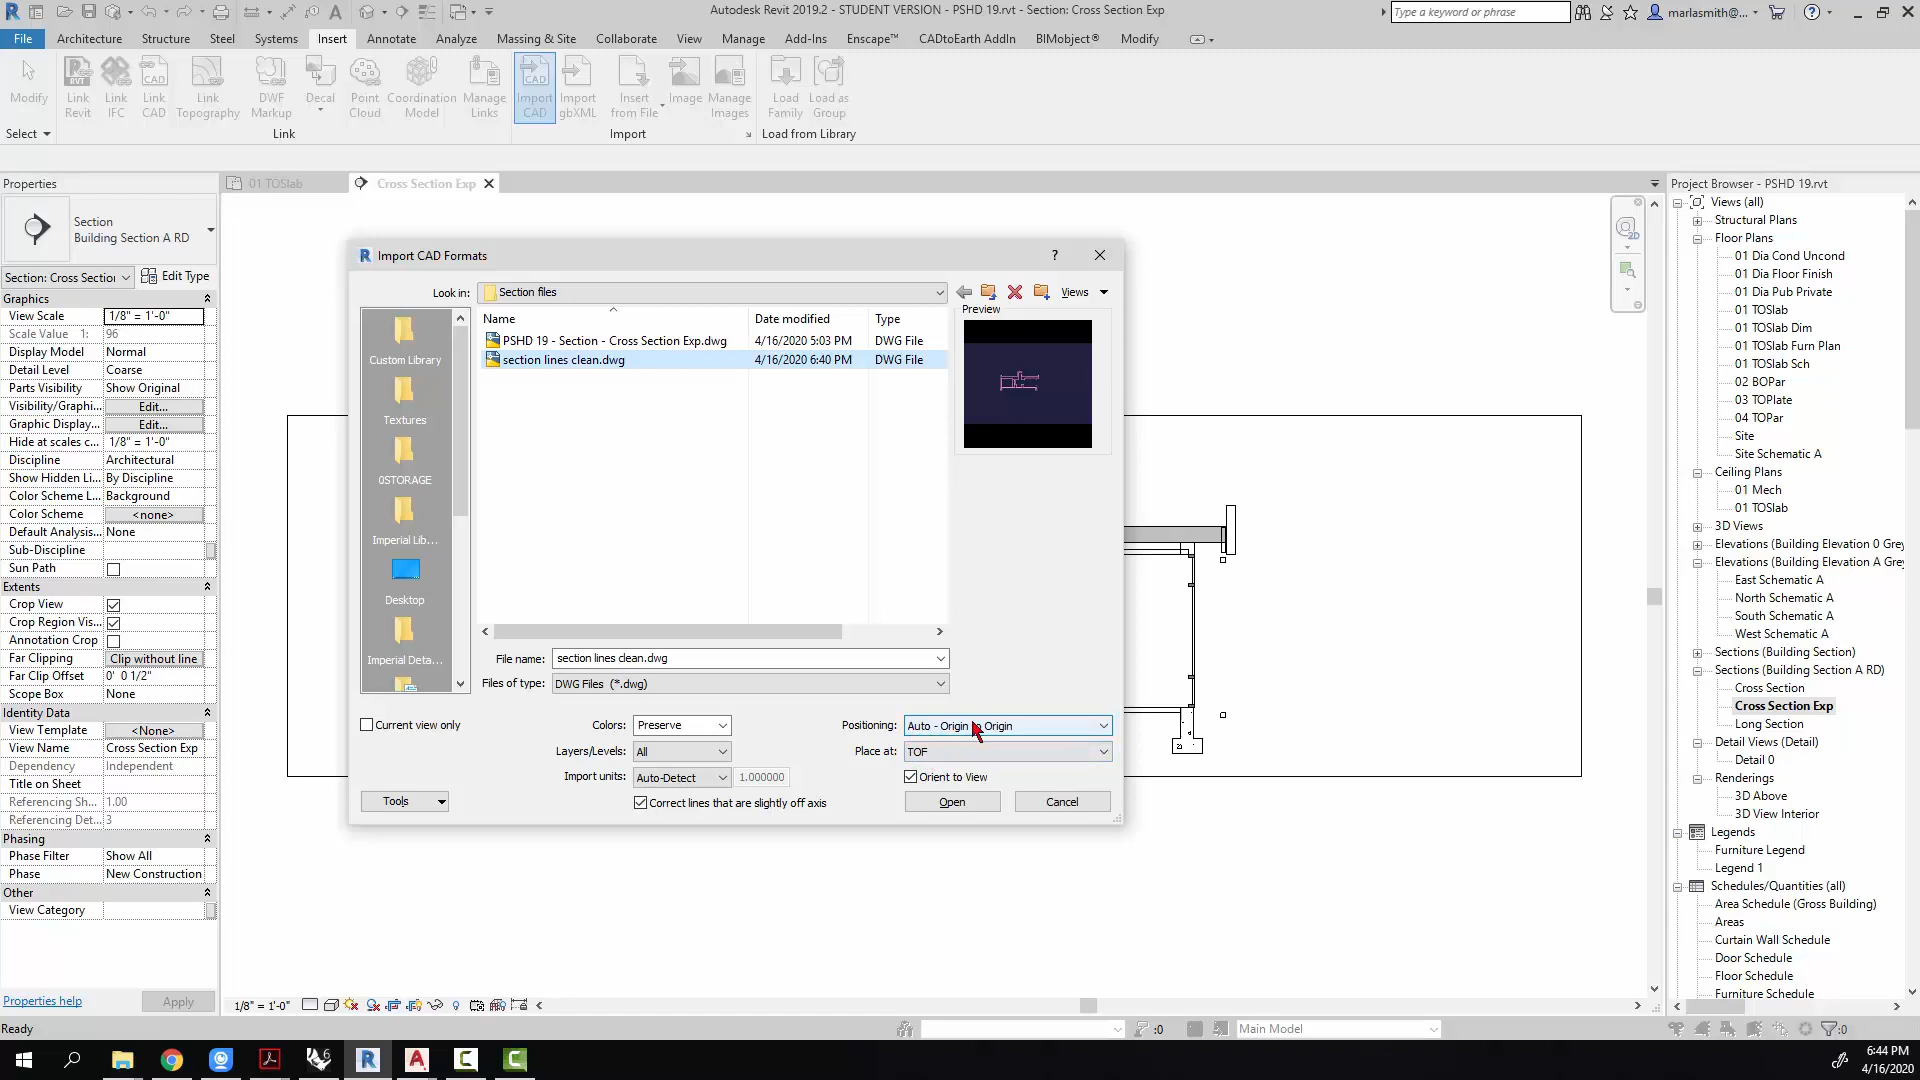 Autodesk Revit 2019.2 - STUDENT VERSION - PSHD 19.rvt - Section: Cross Section Exp
Type a keyword or phrase
marlasmith@...
File Architecture Structure Steel Systems Insert Annotate Analyze Massing & Site Collaborate View Manage Add-Ins Enscape™ CADtoEarth AddIn BIMobject® Modify
Modify
Link Revit
Link IFC
Link CAD
Link Topography
DWF Markup
Decal
Point Cloud
Coordination Model
Manage Links
Import CAD
Import gbXML
Insert from File
Image
Manage Images
Load Family
Load as Group
Select Link Import Load from Library
Properties
01 TOSlab
Cross Section Exp
Section
Building Section A RD
Section: Cross Sectio
Edit Type
Graphics
View Scale 1/8" = 1'-0"
Scale Value 1: 96
Display Model Normal
Detail Level Coarse
Parts Visibility Show Original
Visibility/Graphi... Edit...
Graphic Display... Edit...
Hide at scales c... 1/8" = 1'-0"
Discipline Architectural
Show Hidden Li... By Discipline
Color Scheme L... Background
Color Scheme <none>
Default Analysis... None
Sub-Discipline
Sun Path
Extents
Crop View
Crop Region Vis...
Annotation Crop
Far Clipping Clip without line
Far Clip Offset 0' 0 1/2"
Scope Box None
Identity Data
View Template <None>
View Name Cross Section Exp
Dependency Independent
Title on Sheet
Referencing Sh... 1.00
Referencing Det... 3
Phasing
Phase Filter Show All
Phase New Construction
Other
View Category
Properties help
Apply
Import CAD Formats
?
Look in: Section files
Views
Preview
Name Date modified Type
PSHD 19 - Section - Cross Section Exp.dwg 4/16/2020 5:03 PM DWG File
section lines clean.dwg 4/16/2020 6:40 PM DWG File
Custom Library
Textures
0STORAGE
Imperial Lib...
Desktop
Imperial Deta...
File name: section lines clean.dwg
Files of type: DWG Files (*.dwg)
Current view only
Colors: Preserve
Layers/Levels: All
Import units: Auto-Detect 1.000000
Correct lines that are slightly off axis
Positioning: Auto - Origin to Origin
Place at: TOF
Orient to View
Tools
Open
Cancel
Project Browser - PSHD 19.rvt
Views (all)
Structural Plans
Floor Plans
01 Dia Cond Uncond
01 Dia Floor Finish
01 Dia Pub Private
01 TOSlab
01 TOSlab Dim
01 TOSlab Furn Plan
01 TOSlab Sch
02 BOPar
03 TOPlate
04 TOPar
Site
Site Schematic A
Ceiling Plans
01 Mech
01 TOSlab
3D Views
Elevations (Building Elevation 0 Grey
Elevations (Building Elevation A Grey
East Schematic A
North Schematic A
South Schematic A
West Schematic A
Sections (Building Section)
Sections (Building Section A RD)
Cross Section
Cross Section Exp
Long Section
Detail Views (Detail)
Detail 0
Renderings
3D Above
3D View Interior
Legends
Furniture Legend
Legend 1
Schedules/Quantities (all)
Area Schedule (Gross Building)
Areas
Curtain Wall Schedule
Door Schedule
Floor Schedule
Furniture Schedule
1/8" = 1'-0"
Ready
:0
Main Model
:0
6:44 PM
4/16/2020